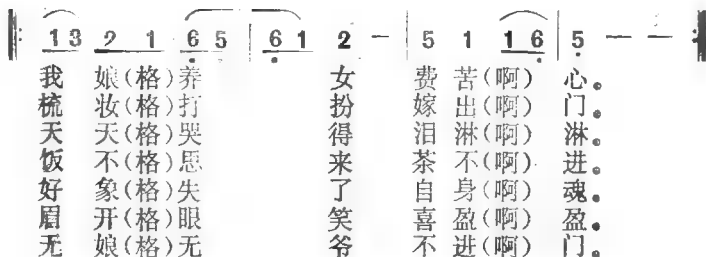 1 3 2 1 6 5 6 1 2 — 5 1 1 6 5 — —
我 娘(格)养 女 费 苦(啊) 心。
梳 妆(格)打 扮 嫁 出(啊) 门。
天 天(格)哭 得 泪 淋(啊) 淋。
饭 不(格)思 来 茶 不(啊) 进。
好 象(格)失 了 自 身(啊) 魂。
眉 开(格)眼 笑 喜 盈(啊) 盈。
无 娘(格)无 爷 不 进(啊) 门。